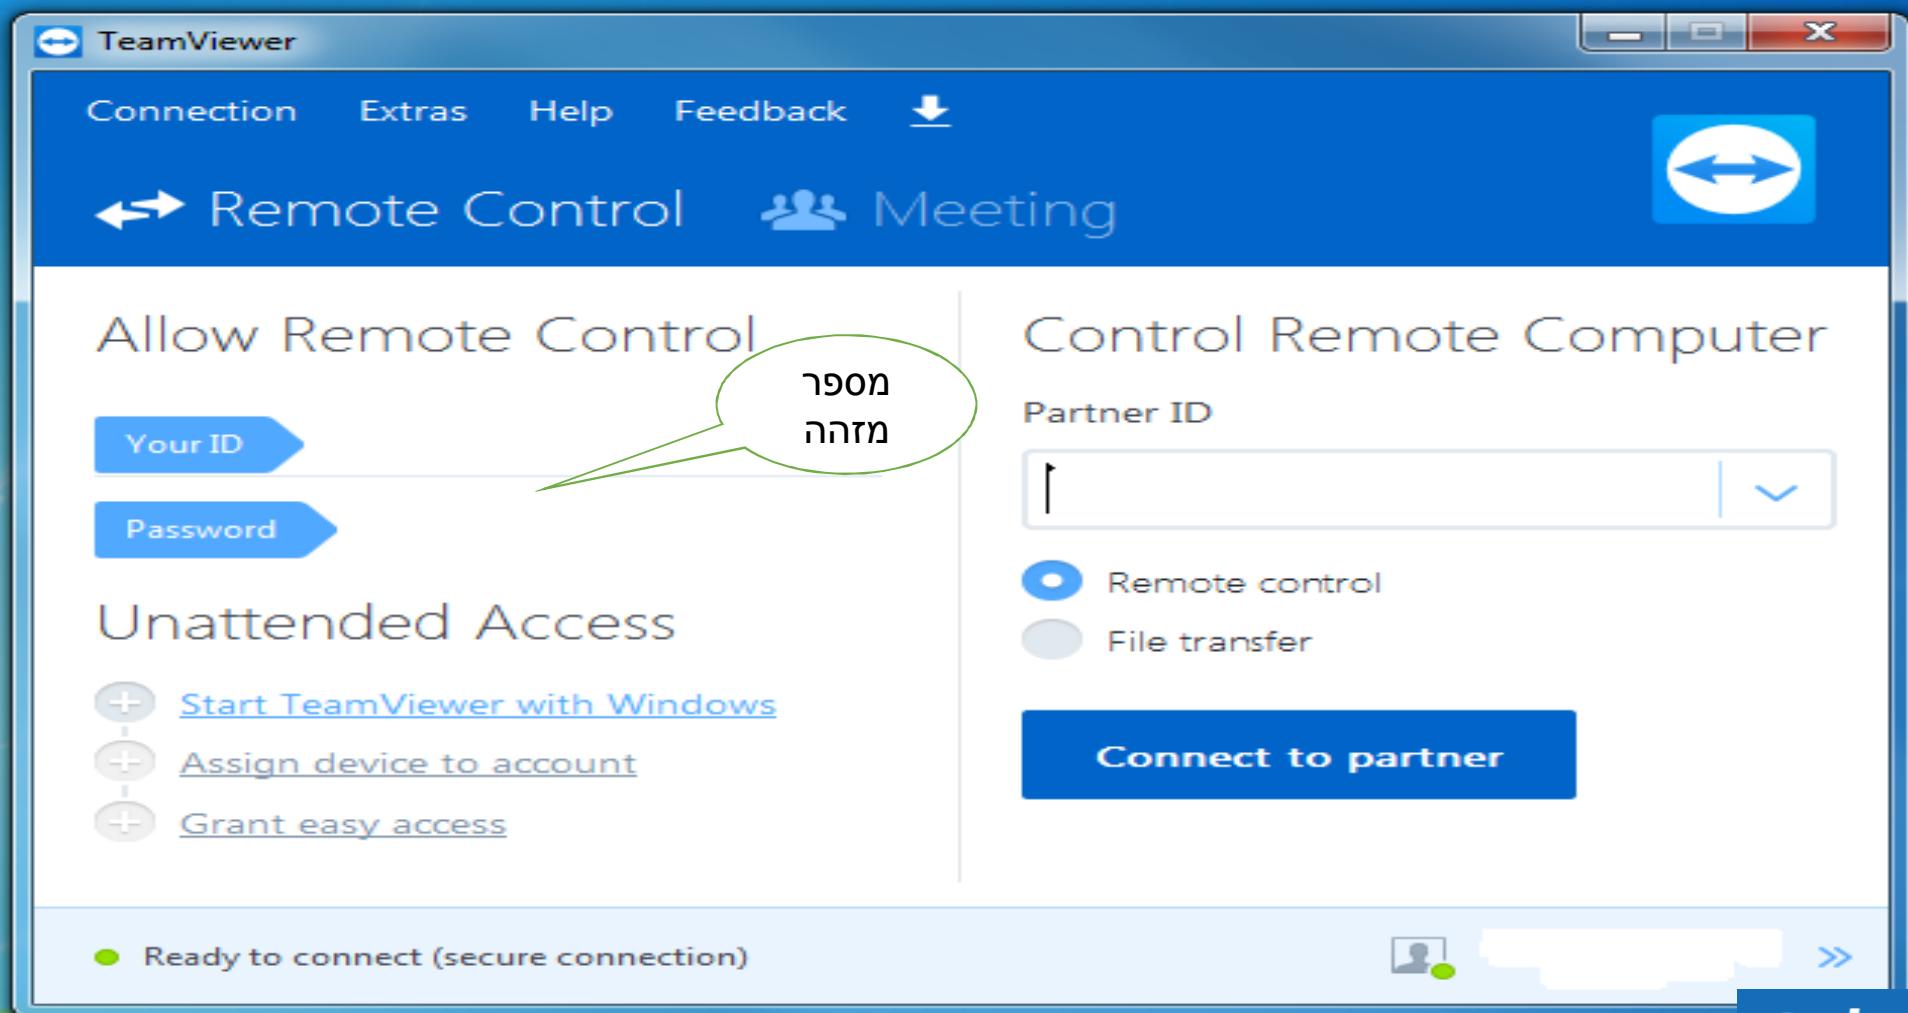 TeamViewer
Connection Extras Help Feedback
Remote Control Meeting
Allow Remote Control
מספר
מזהה
Your ID
Password
Unattended Access
Start TeamViewer with Windows
Assign device to account
Grant easy access
Control Remote Computer
Partner ID
Remote control
File transfer
Connect to partner
Ready to connect (secure connection)